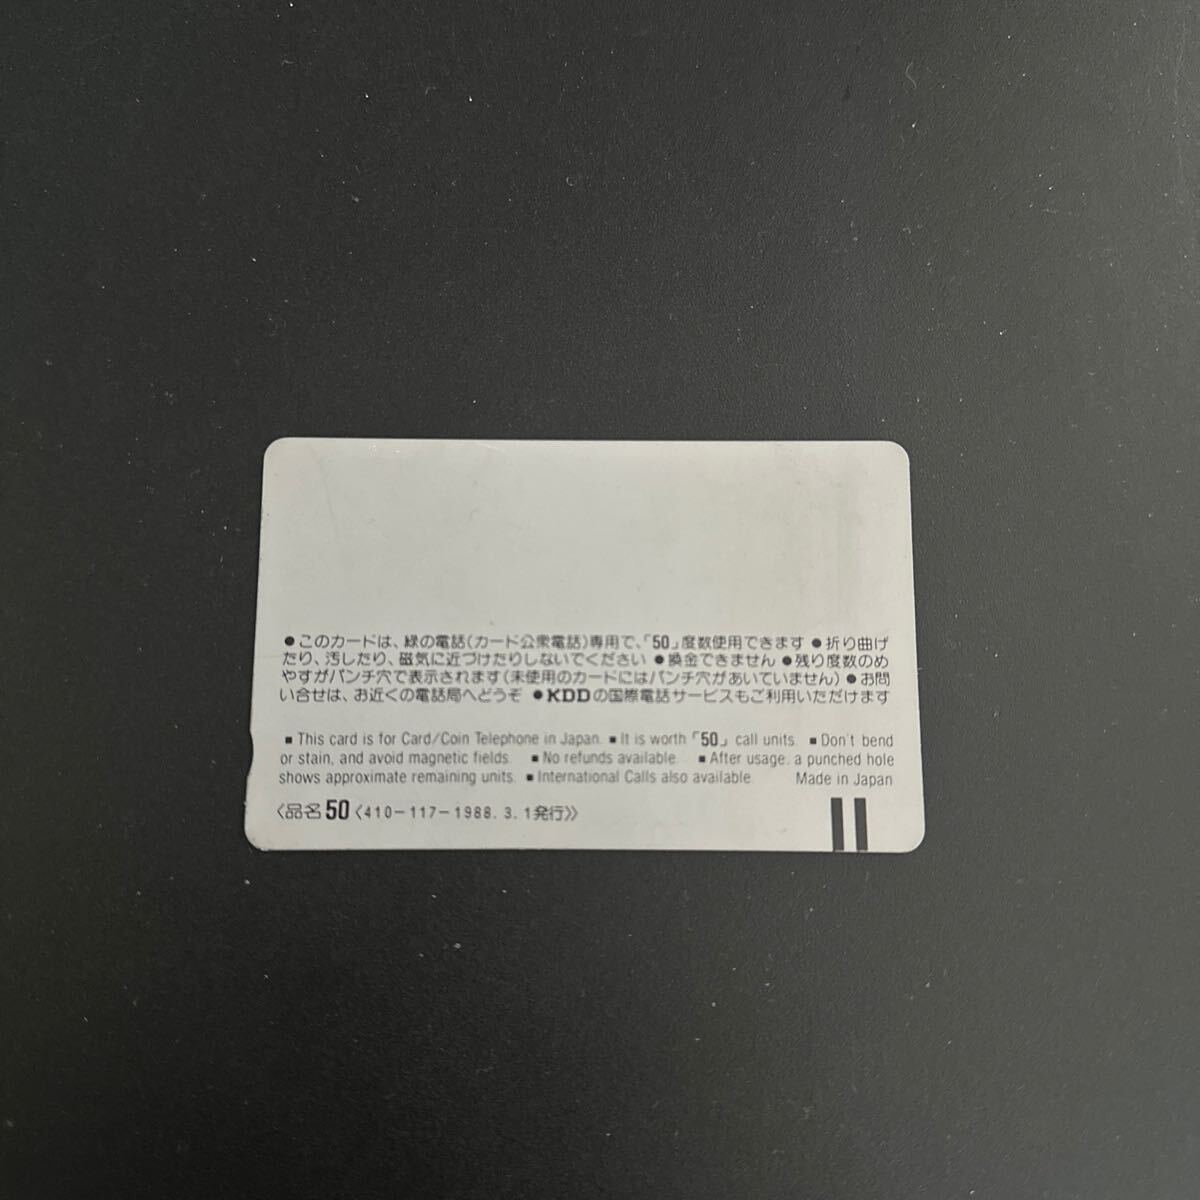 ●このカードは、緑の電話(カード公衆電話)専用で、「50」度数使用できます ●折り曲げ
たり、汚したり、磁気に近づけたりしないでください ●換金できません ●残り度数のめ
やすがパンチ穴で表示されます(未使用のカードにはパンチ穴があいていません) ●お問
い合せは、お近くの電話局へどうぞ ●KDDの国際電話サービスもご利用いただけます
■ This card is for Card/Coin Telephone in Japan. ■ It is worth「50」call units. ■ Don't bend
or stain, and avoid magnetic fields. ■ No refunds available. ■ After usage, a punched hole
shows approximate remaining units. ■ International Calls also available. Made in Japan
〈品名50〈410-117-1988. 3. 1発行〉〉